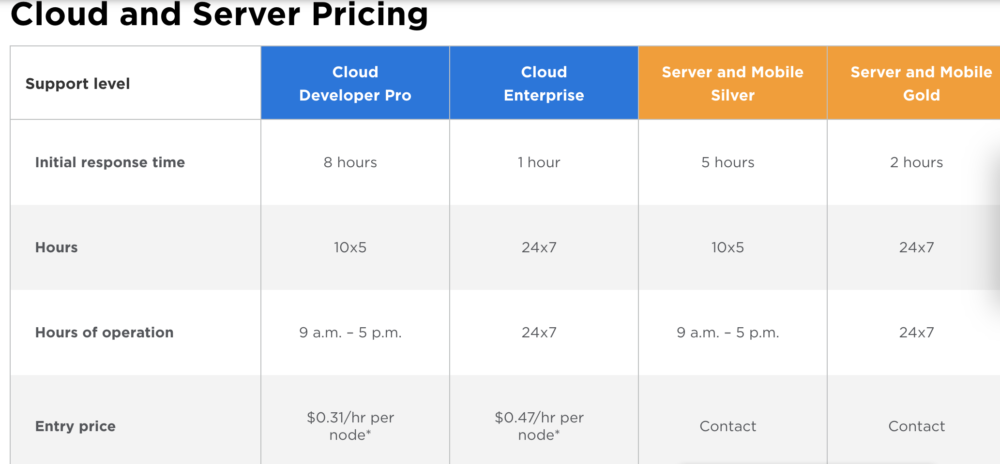 Cloud and Server Pricing
Support level
Cloud
Developer Pro
Cloud
Enterprise
Server and Mobile
Silver
Server and Mobile
Gold
Initial response time
8 hours
1 hour
5 hours
2 hours
Hours
10x5
24x7
10x5
24x7
Hours of operation
9 a.m. – 5 p.m.
24x7
9 a.m. – 5 p.m.
24x7
Entry price
$0.31/hr per
node*
$0.47/hr per
node*
Contact
Contact